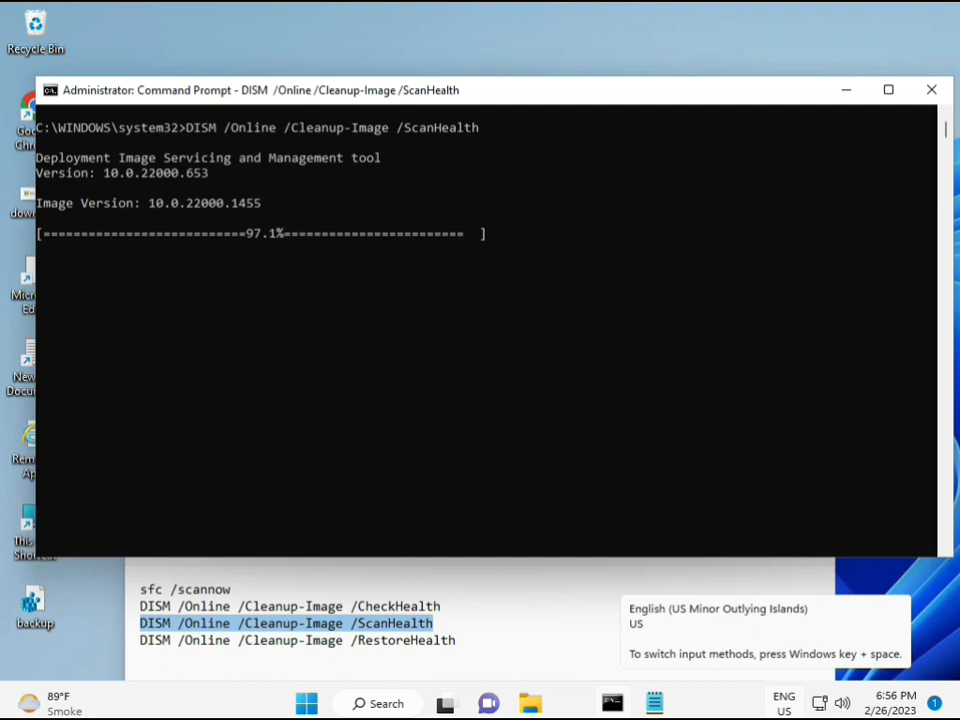 Recycle Bin
Administrator: Command Prompt - DISM  /Online /Cleanup-Image /ScanHealth
C:\WINDOWS\system32>DISM /Online /Cleanup-Image /ScanHealth
Deployment Image Servicing and Management tool
Version: 10.0.22000.653
Image Version: 10.0.22000.1455
[===========================97.1%========================  ]
backup
sfc /scannow
DISM /Online /Cleanup-Image /CheckHealth
DISM /Online /Cleanup-Image /ScanHealth
DISM /Online /Cleanup-Image /RestoreHealth
English (US Minor Outlying Islands)
US
To switch input methods, press Windows key + space.
89°F
Smoke
Search
ENG
US
6:56 PM
2/26/2023
1